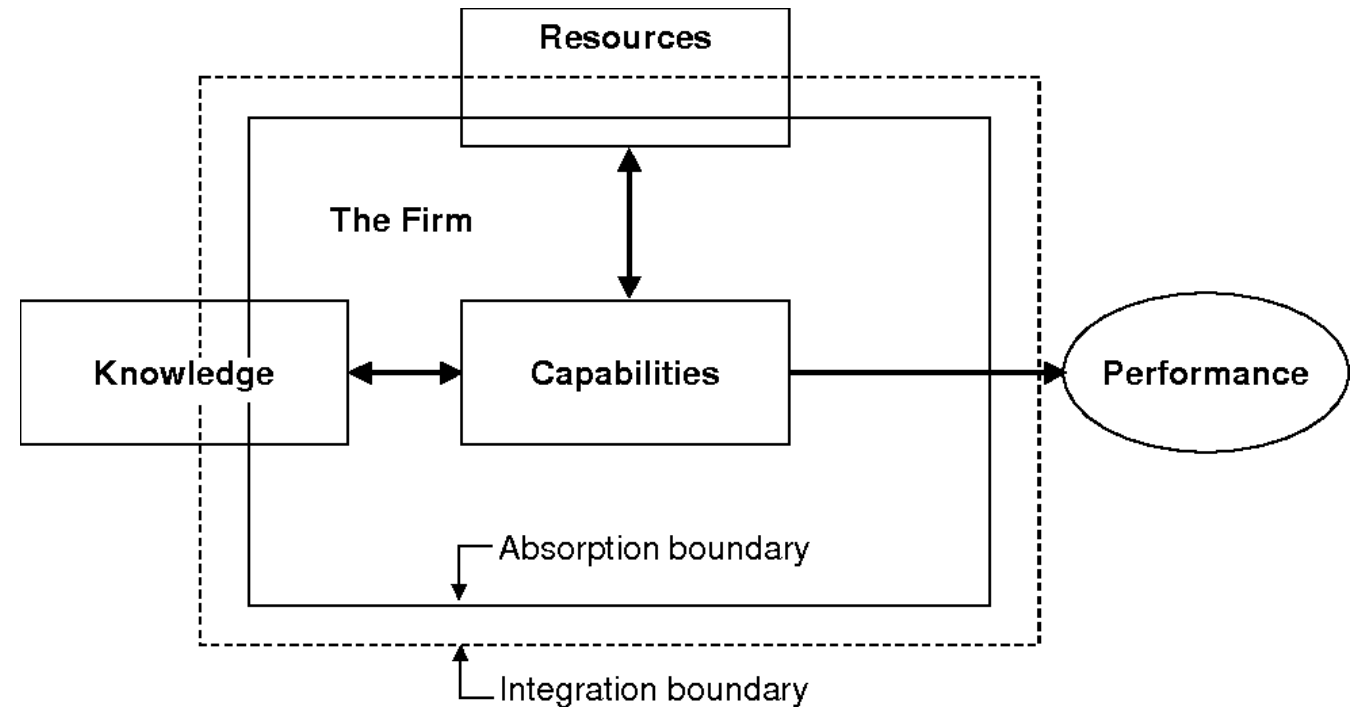 Resources
The Firm
Knowledge
Capabilities
Performance
Absorption boundary
Integration boundary